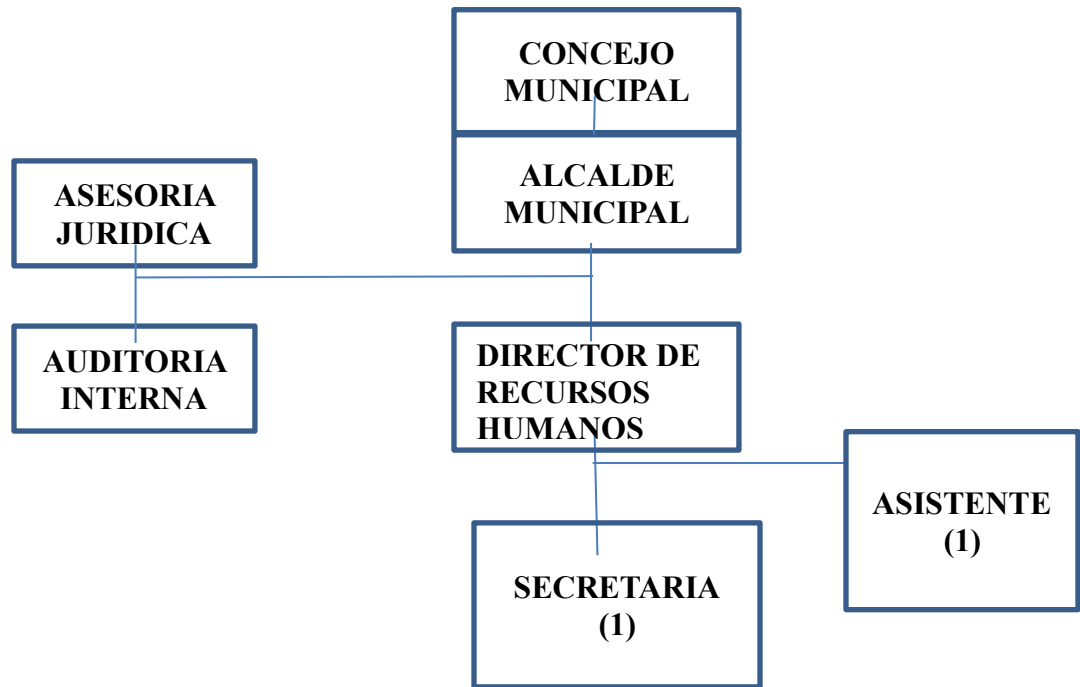 CONCEJO
MUNICIPAL
ALCALDE
MUNICIPAL
ASESORIA
JURIDICA
AUDITORIA
INTERNA
DIRECTOR DE
RECURSOS
HUMANOS
ASISTENTE
(1)
SECRETARIA
(1)